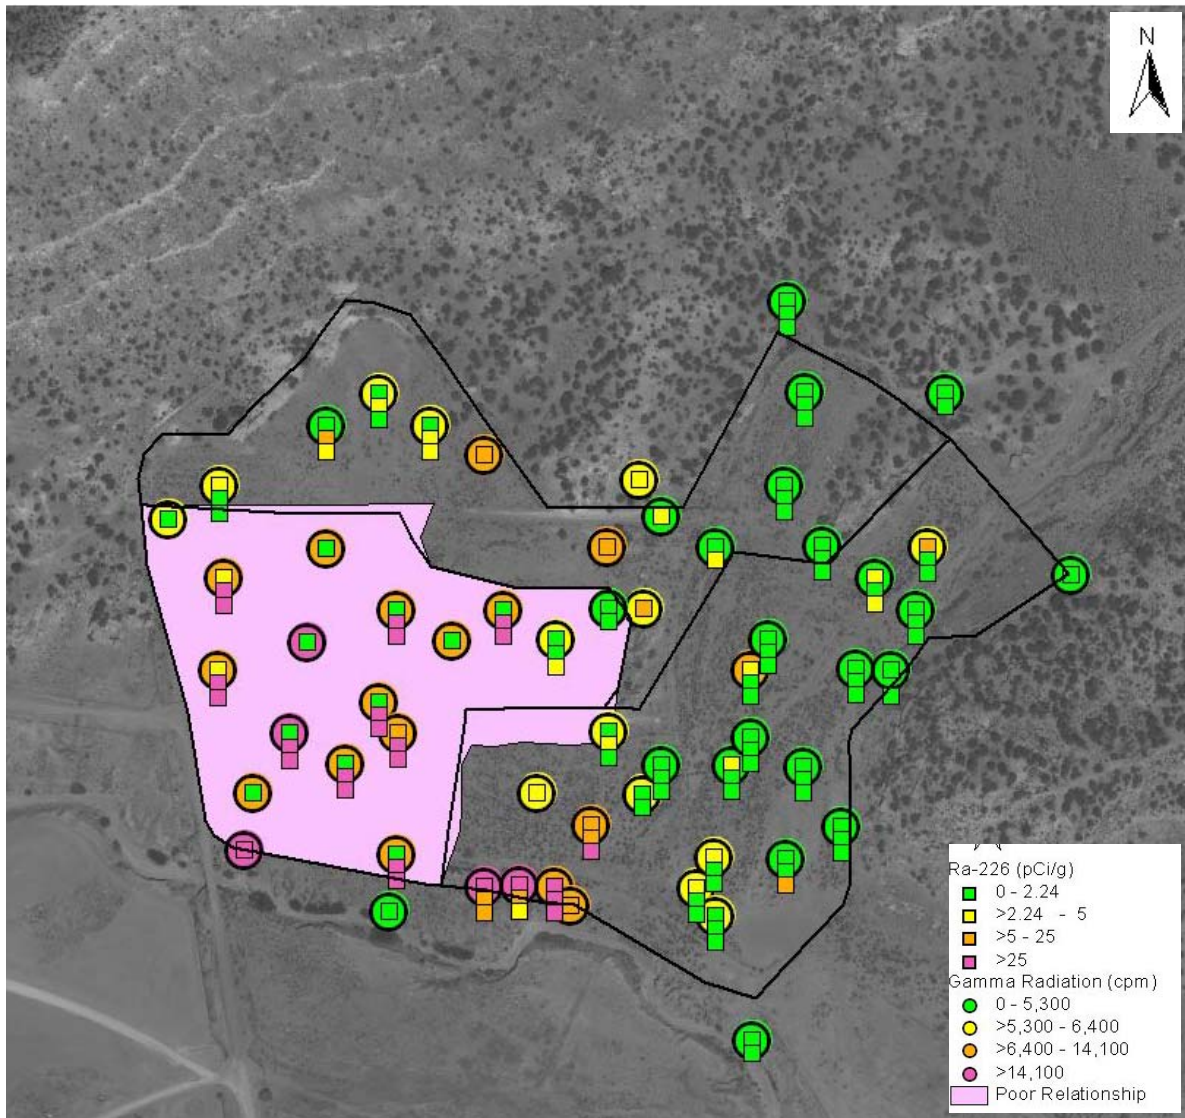 N
Ra-226 (pCi/g)
0 - 2.24
>2.24 - 5
>5 - 25
>25
Gamma Radiation (cpm)
0 - 5,300
>5,300 - 6,400
>6,400 - 14,100
>14,100
Poor Relationship